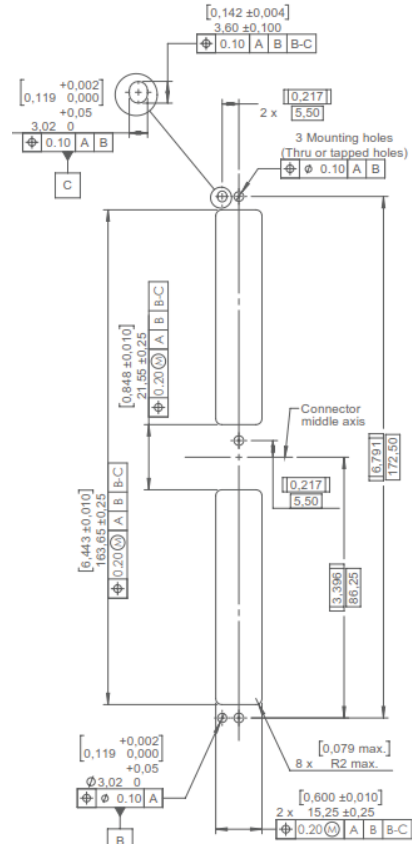 [0,142 ±0,004]
3,60 ±0,100
⌖ 0.10 A B B-C
+0,002
[0,119 0,000]
+0,05
3,02 0
⌖ 0.10 A B
C
[0,217]
2 x 5,50
3 Mounting holes
(Thru or tapped holes)
⌖ ϕ 0.10 A B
[0,848 ±0,010]
21,55 ±0,25
⌖ 0.20 Ⓜ A B B-C
Connector
middle axis
[6,791]
172,50
[0,217]
5,50
[6,443 ±0,010]
163,65 ±0,25
⌖ 0.20 Ⓜ A B B-C
[3,396]
86,25
+0,002
[0,119 0,000]
+0,05
ϕ3,02 0
⌖ ϕ 0.10 A
B
[0,079 max.]
8 x R2 max.
[0,600 ±0,010]
2 x 15,25 ±0,25
⌖ 0.20 Ⓜ A B B-C